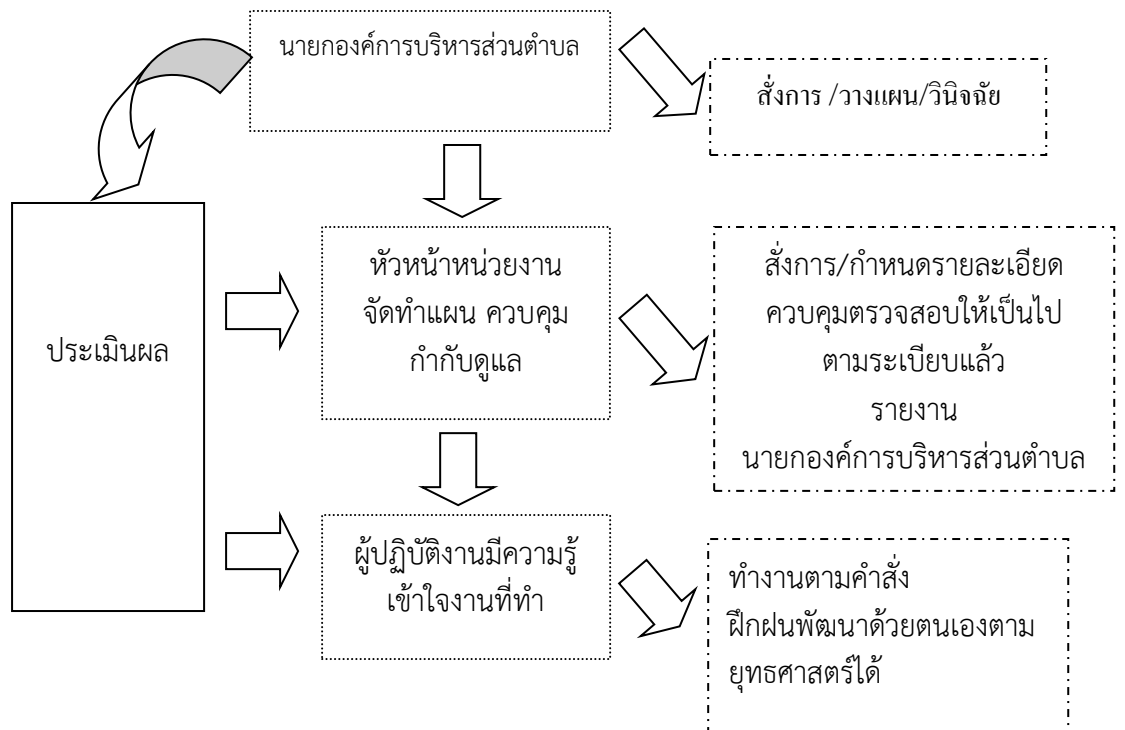 นายกองค์การบริหารส่วนตำบล
สั่งการ /วางแผน/วินิจฉัย
ประเมินผล
หัวหน้าหน่วยงาน
จัดทำแผน ควบคุม
กำกับดูแล
สั่งการ/กำหนดรายละเอียด
ควบคุมตรวจสอบให้เป็นไป
ตามระเบียบแล้ว
รายงาน
นายกองค์การบริหารส่วนตำบล
ผู้ปฏิบัติงานมีความรู้
เข้าใจงานที่ทำ
ทำงานตามคำสั่ง
ฝึกฝนพัฒนาด้วยตนเองตาม
ยุทธศาสตร์ได้